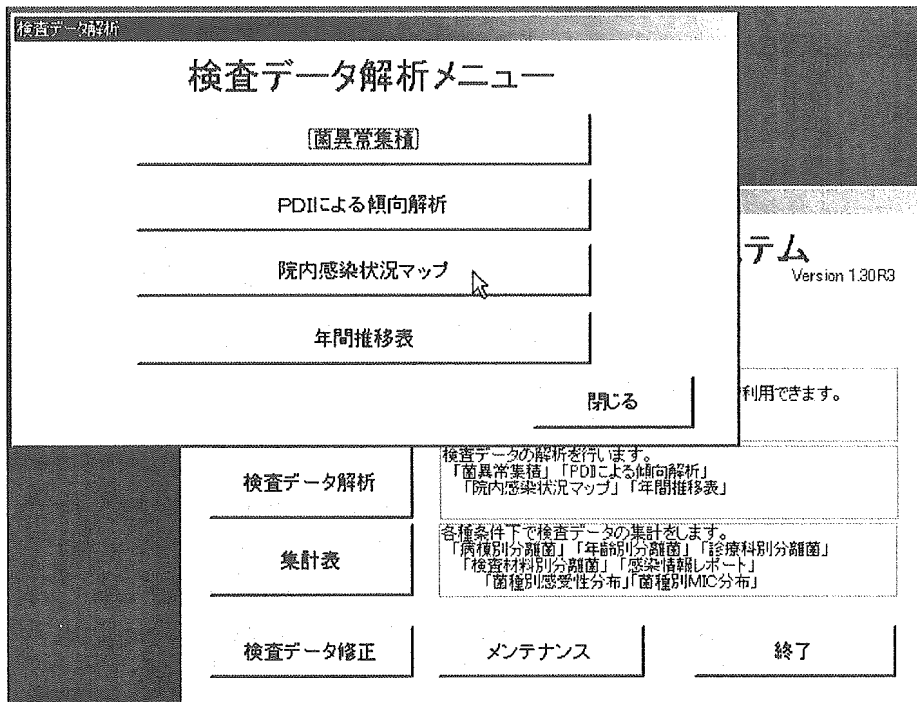 検査データ解析
検査データ解析メニュー
菌異常集積
PDIによる傾向解析
院内感染状況マップ
年間推移表
閉じる
テム
Version 1.30R3
利用できます。
検査データ解析
検査データの解析を行います。
「菌異常集積」「PDIによる傾向解析」
「院内感染状況マップ」「年間推移表」
集計表
各種条件下で検査データの集計をします。
「病棟別分離菌」「年齢別分離菌」「診療科別分離菌」
「検査材料別分離菌」「感染情報レポート」
「菌種別感受性分布」「菌種別MIC分布」
検査データ修正
メンテナンス
終了